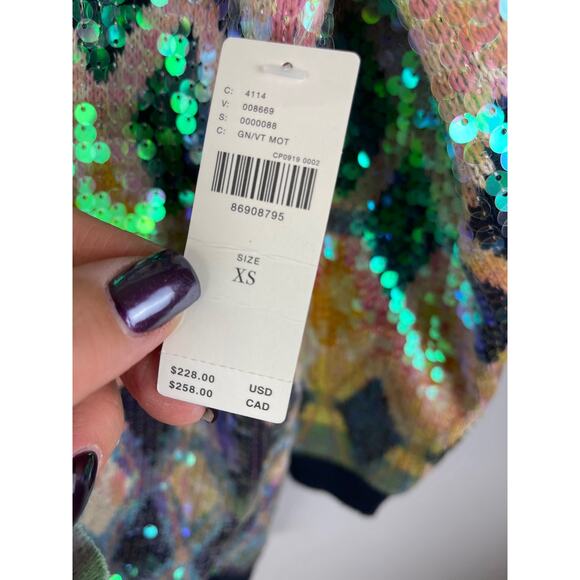 C: 4114
V: 008669
S: 0000088
C: GN/VT MOT
CP0919 0002
86908795
SIZE
XS
$228.00 USD
$258.00 CAD